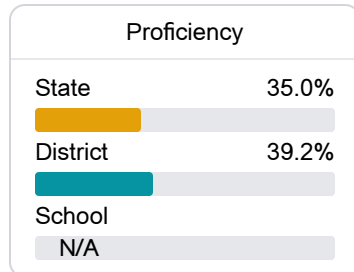 Proficiency
State 35.0%
District 39.2%
School
N/A